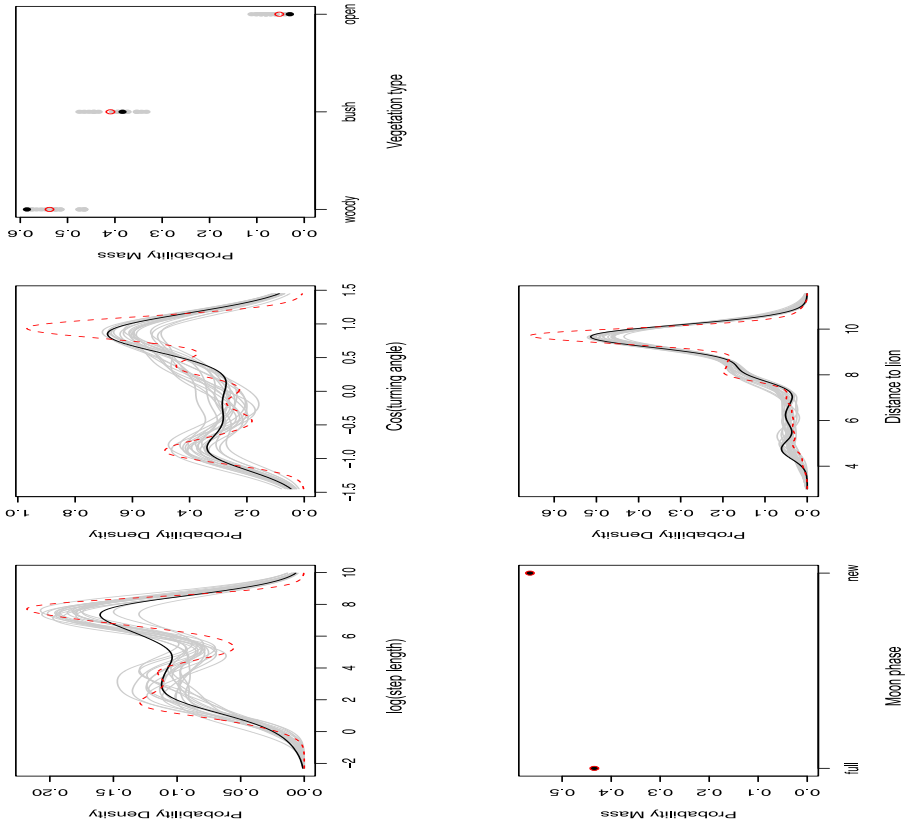 Probability Density
0.00 0.05 0.10 0.15 0.20
−2 0 2 4 6 8 10
log(step length)
Probability Density
0.0 0.2 0.4 0.6 0.8 1.0
−1.5 −1.0 −0.5 0.0 0.5 1.0 1.5
Cos(turning angle)
Probability Mass
0.0 0.1 0.2 0.3 0.4 0.5 0.6
woody bush open
Vegetation type
Probability Mass
0.0 0.1 0.2 0.3 0.4 0.5
full new
Moon phase
Probability Density
0.0 0.1 0.2 0.3 0.4 0.5 0.6
4 6 8 10
Distance to lion